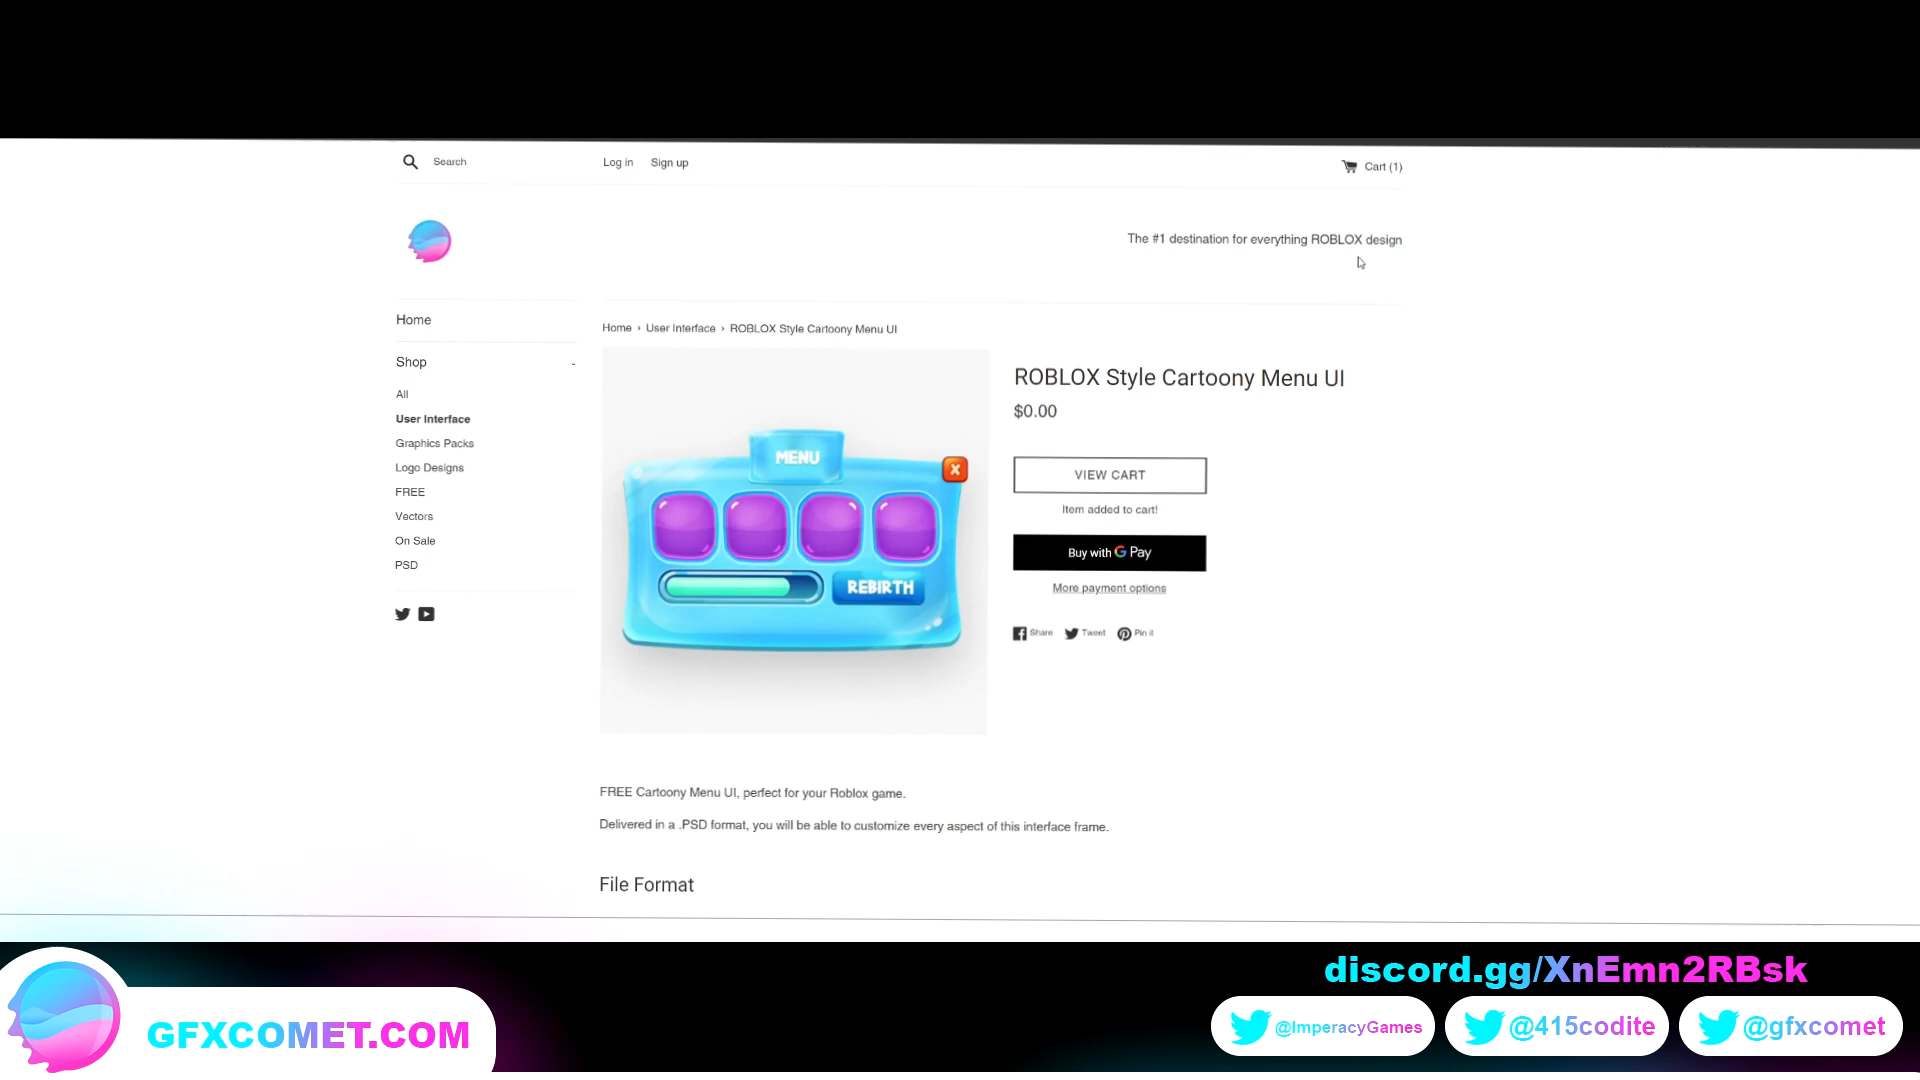 Search
Log in
Sign up
Cart (1)
The #1 destination for everything ROBLOX design
Home
Shop
-
All
User Interface
Graphics Packs
Logo Designs
FREE
Vectors
On Sale
PSD
Home › User Interface › ROBLOX Style Cartoony Menu UI
MENU
X
REBIRTH
ROBLOX Style Cartoony Menu UI
$0.00
VIEW CART
Item added to cart!
Buy with G Pay
More payment options
Share
Tweet
Pin it
FREE Cartoony Menu UI, perfect for your Roblox game.
Delivered in a .PSD format, you will be able to customize every aspect of this interface frame.
File Format
GFXCOMET.COM
discord.gg/XnEmn2RBsk
@ImperacyGames
@415codite
@gfxcomet